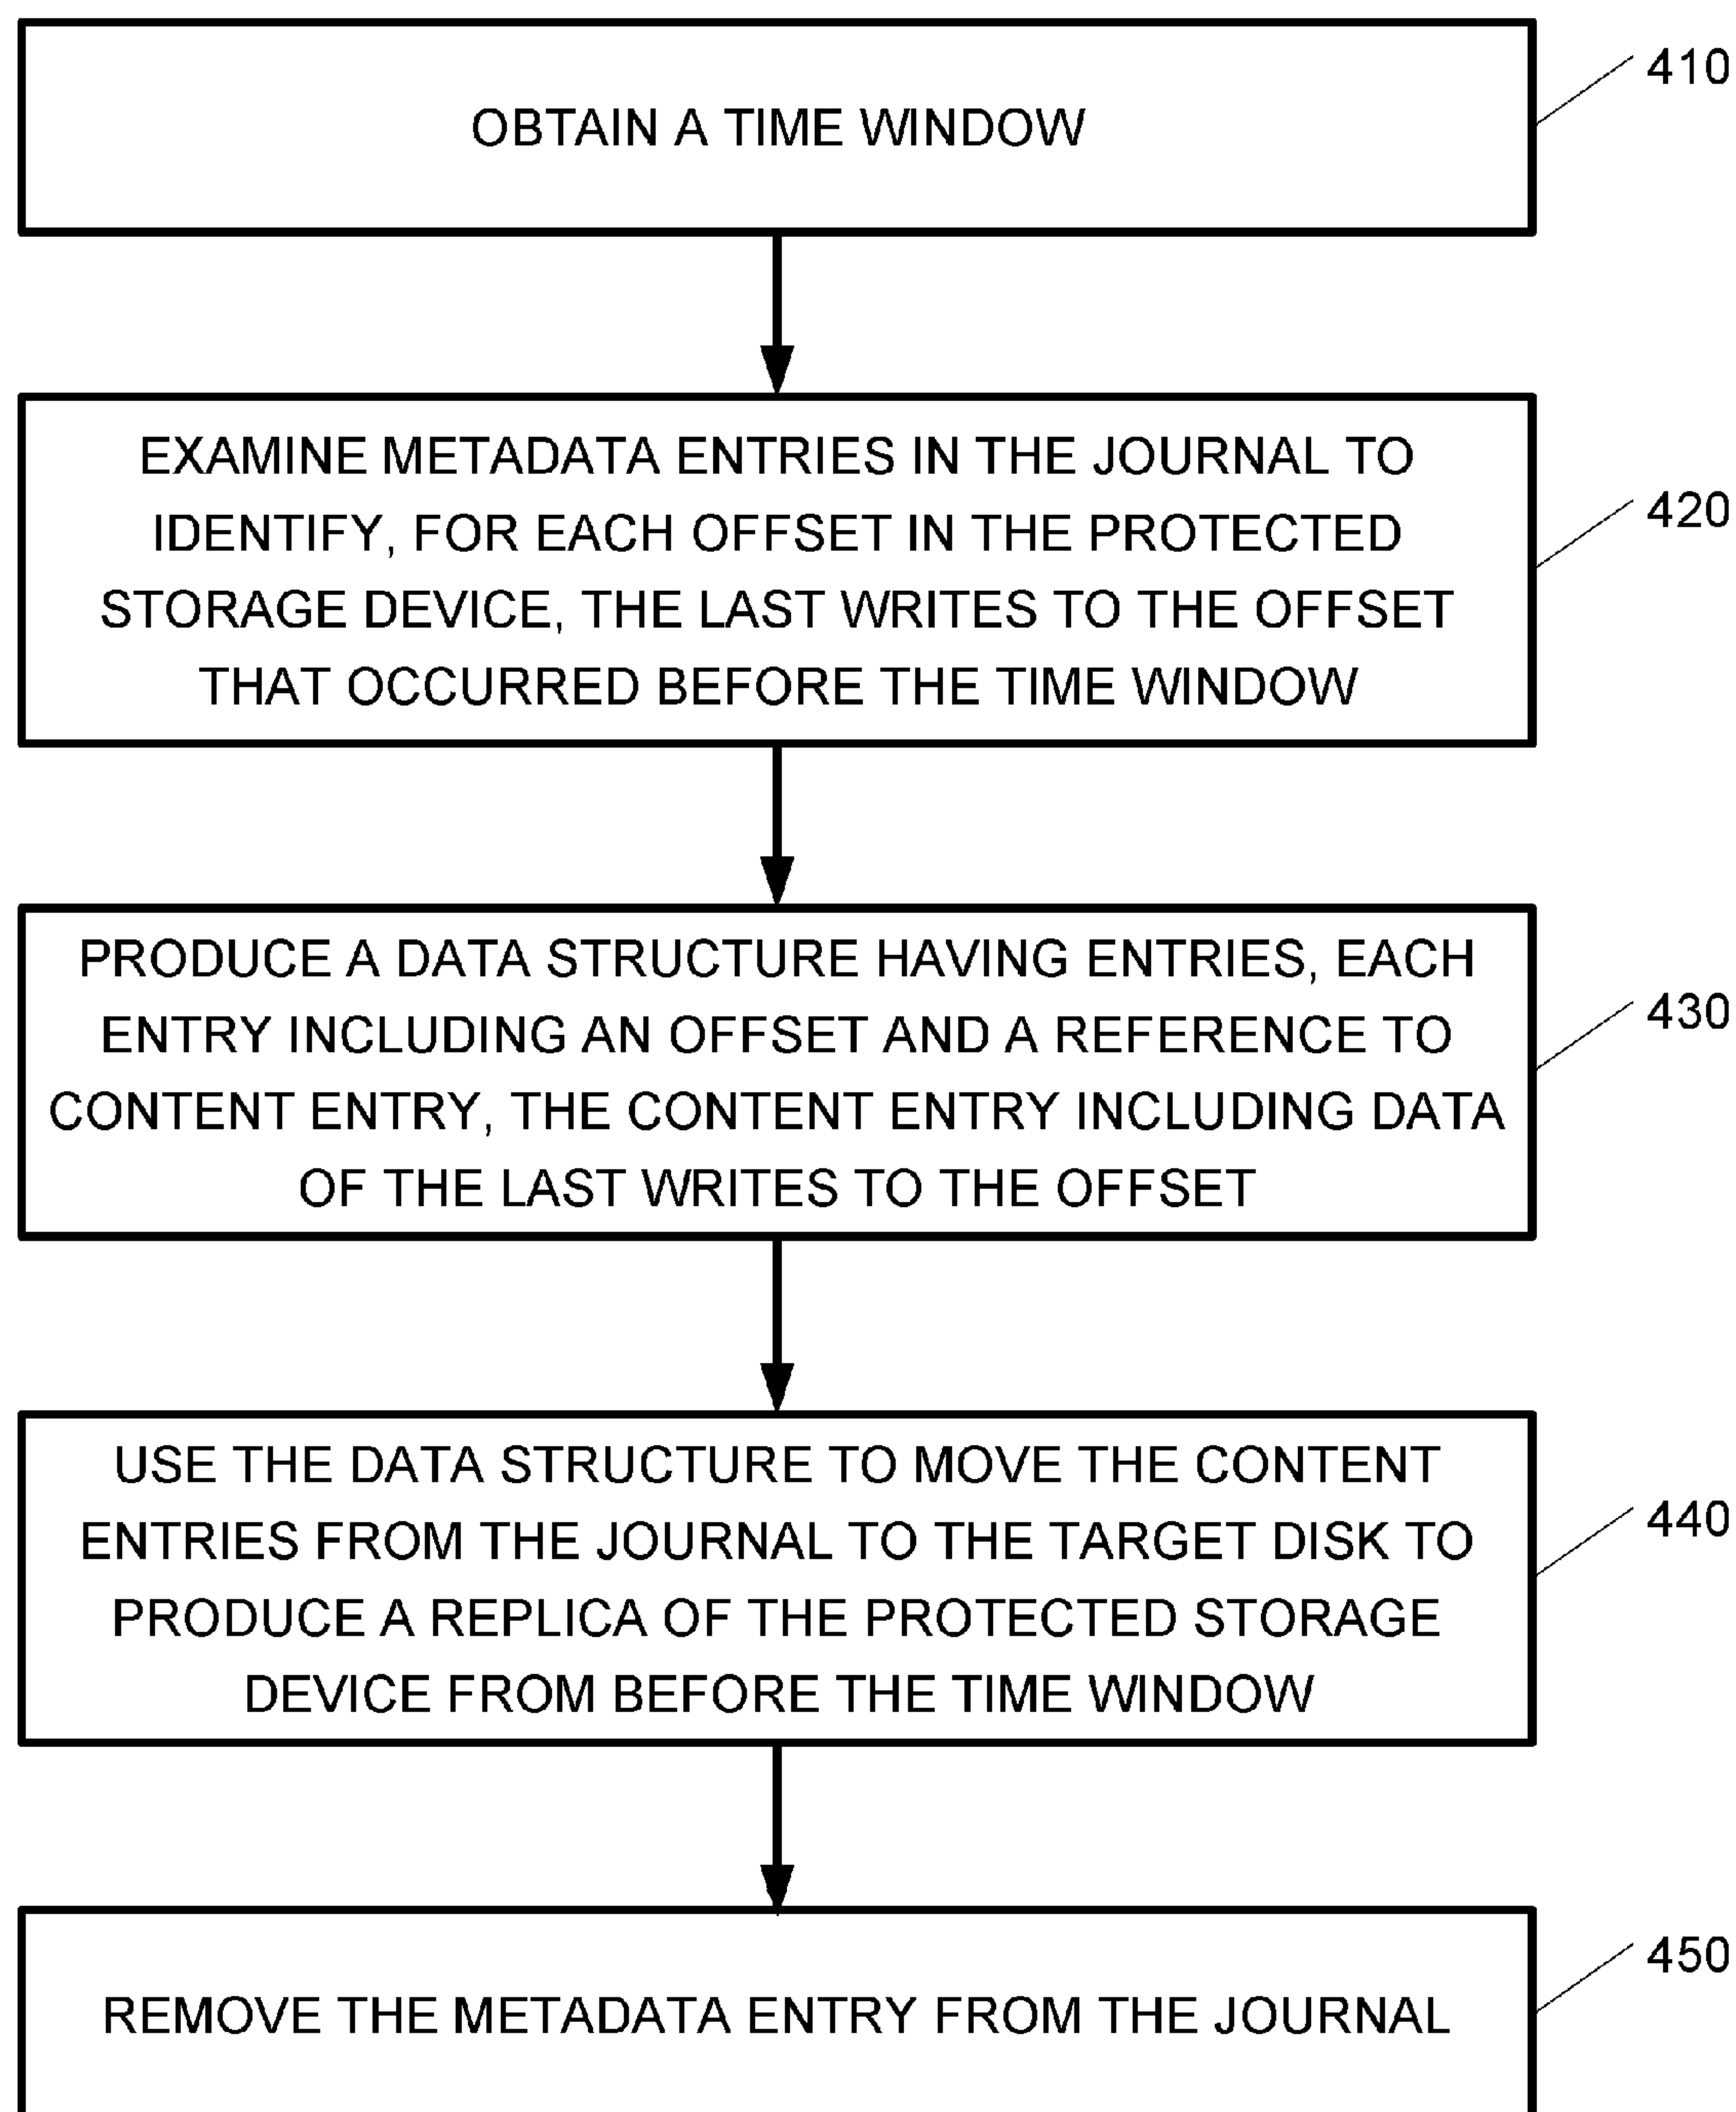 OBTAIN A TIME WINDOW
410
EXAMINE METADATA ENTRIES IN THE JOURNAL TO
IDENTIFY, FOR EACH OFFSET IN THE PROTECTED
STORAGE DEVICE, THE LAST WRITES TO THE OFFSET
THAT OCCURRED BEFORE THE TIME WINDOW
420
PRODUCE A DATA STRUCTURE HAVING ENTRIES, EACH
ENTRY INCLUDING AN OFFSET AND A REFERENCE TO
CONTENT ENTRY, THE CONTENT ENTRY INCLUDING DATA
OF THE LAST WRITES TO THE OFFSET
430
USE THE DATA STRUCTURE TO MOVE THE CONTENT
ENTRIES FROM THE JOURNAL TO THE TARGET DISK TO
PRODUCE A REPLICA OF THE PROTECTED STORAGE
DEVICE FROM BEFORE THE TIME WINDOW
440
REMOVE THE METADATA ENTRY FROM THE JOURNAL
450